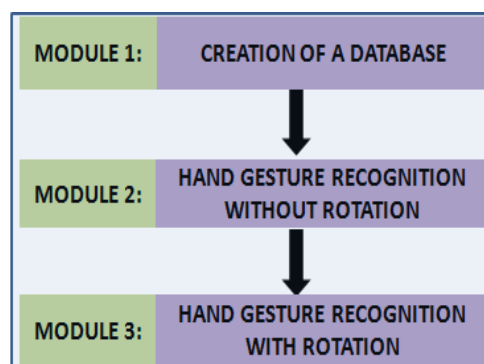 MODULE 1:
CREATION OF A DATABASE
MODULE 2:
HAND GESTURE RECOGNITION
WITHOUT ROTATION
MODULE 3:
HAND GESTURE RECOGNITION
WITH ROTATION